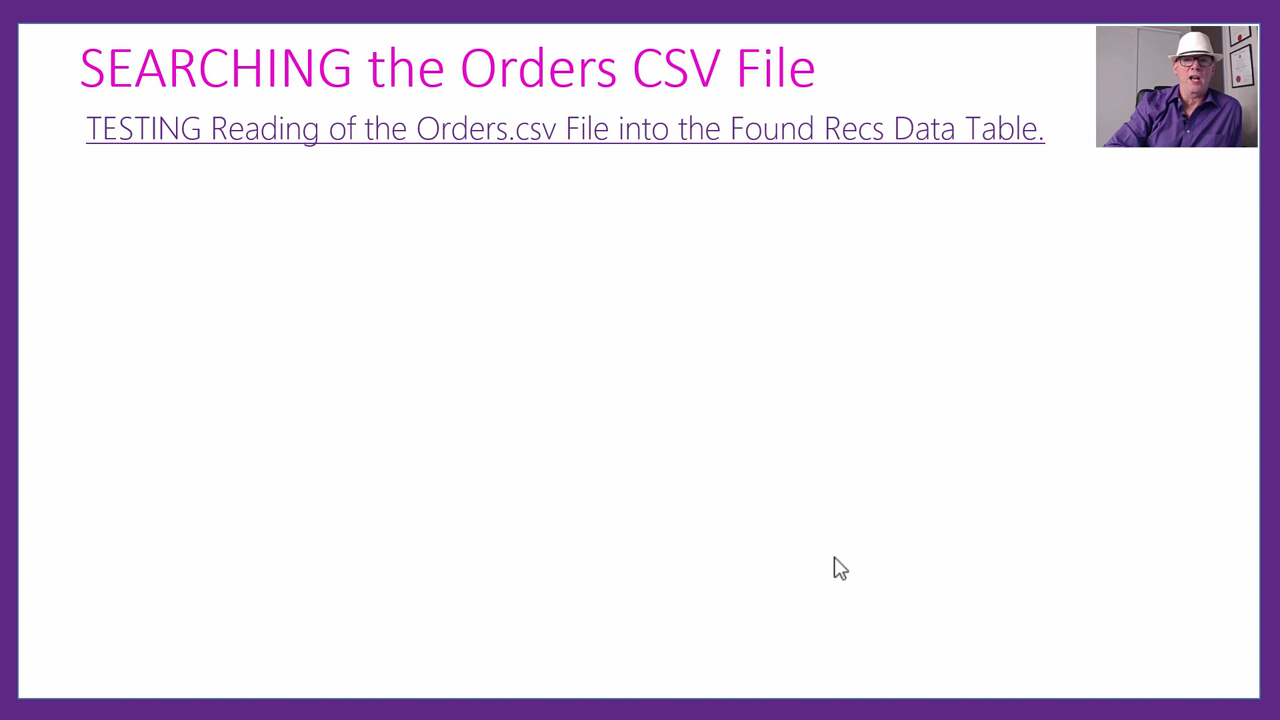 SEARCHING the Orders CSV File
TESTING Reading of the Orders.csv File into the Found Recs Data Table.